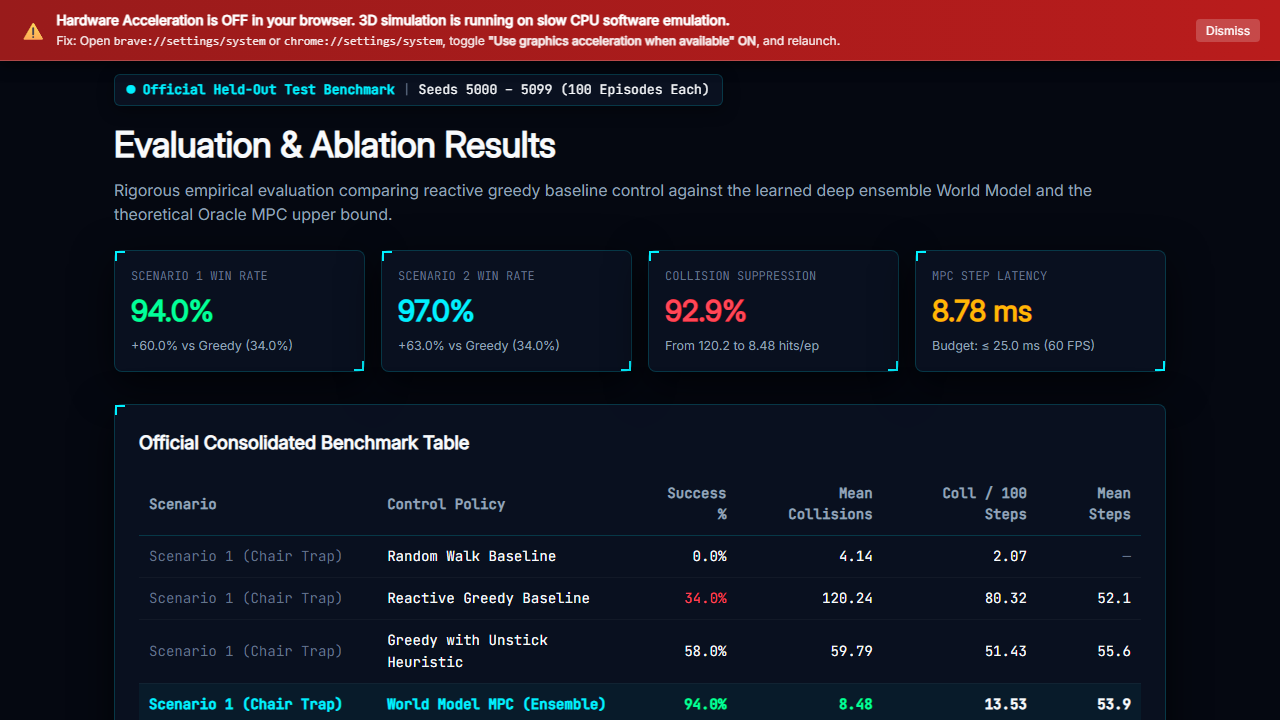 Hardware Acceleration is OFF in your browser. 3D simulation is running on slow CPU software emulation.
Fix: Open brave://settings/system or chrome://settings/system, toggle "Use graphics acceleration when available" ON, and relaunch.
Dismiss
Official Held-Out Test Benchmark | Seeds 5000 – 5099 (100 Episodes Each)
Evaluation & Ablation Results
Rigorous empirical evaluation comparing reactive greedy baseline control against the learned deep ensemble World Model and the
theoretical Oracle MPC upper bound.
SCENARIO 1 WIN RATE
94.0%
+60.0% vs Greedy (34.0%)
SCENARIO 2 WIN RATE
97.0%
+63.0% vs Greedy (34.0%)
COLLISION SUPPRESSION
92.9%
From 120.2 to 8.48 hits/ep
MPC STEP LATENCY
8.78 ms
Budget: ≤ 25.0 ms (60 FPS)
Official Consolidated Benchmark Table
Scenario Control Policy Success % Mean Collisions Coll / 100 Steps Mean Steps
Scenario 1 (Chair Trap) Random Walk Baseline 0.0% 4.14 2.07 —
Scenario 1 (Chair Trap) Reactive Greedy Baseline 34.0% 120.24 80.32 52.1
Scenario 1 (Chair Trap) Greedy with Unstick Heuristic 58.0% 59.79 51.43 55.6
Scenario 1 (Chair Trap) World Model MPC (Ensemble) 94.0% 8.48 13.53 53.9